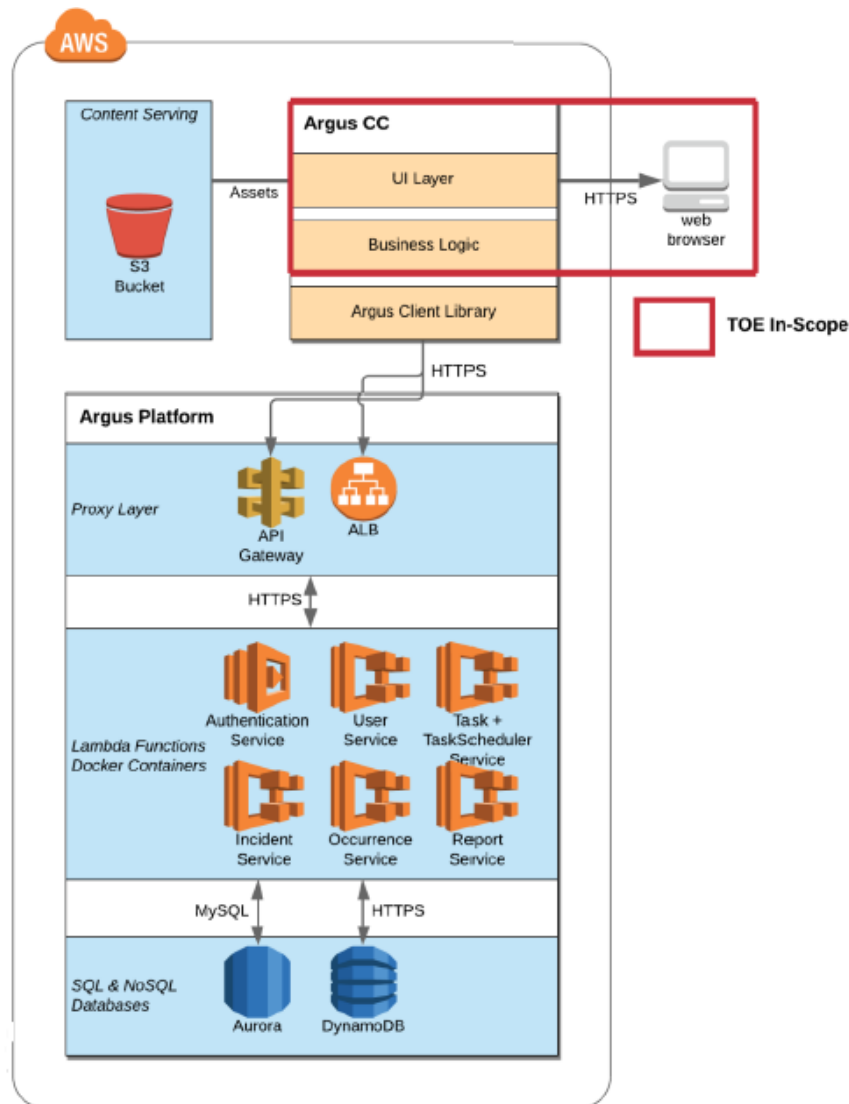 AWS
Content Serving
S3
Bucket
Assets
Argus CC
UI Layer
Business Logic
Argus Client Library
HTTPS
web
browser
TOE In-Scope
HTTPS
Argus Platform
Proxy Layer
API
Gateway
ALB
HTTPS
Lambda Functions
Docker Containers
Authentication
Service
User
Service
Task +
TaskScheduler
Service
Incident
Service
Occurrence
Service
Report
Service
MySQL
HTTPS
SQL & NoSQL
Databases
Aurora
DynamoDB